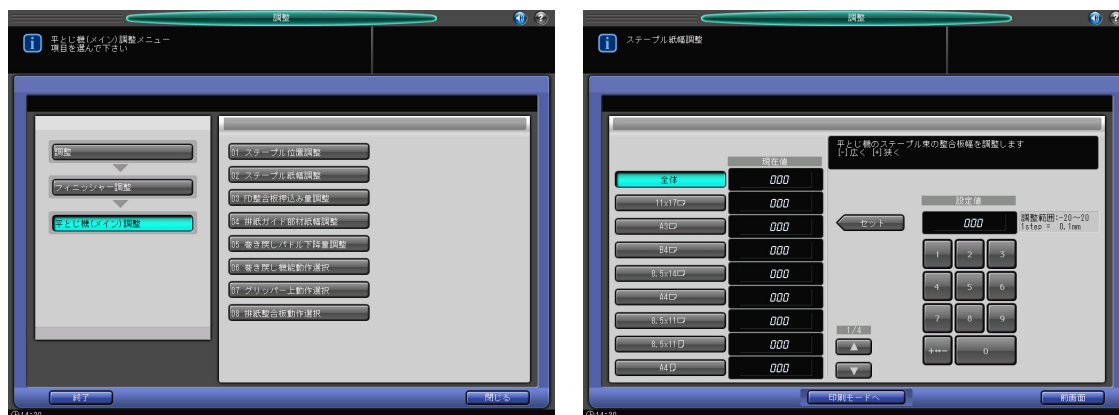 調整
平とじ機(メイン)調整メニュー
項目を選んで下さい
調整
フィニッシャー調整
平とじ機(メイン)調整
01 ステープル位置調整
02 ステープル紙幅調整
03 FD整合板押込み量調整
04 排紙ガイド部材紙幅調整
05 巻き戻しパドル下降量調整
06 巻き戻し機能動作選択
07 グリッパー上動作選択
08 排紙整合板動作選択
終了
閉じる
14:30
調整
ステープル紙幅調整
平とじ機のステープル束の整合板幅を調整します
[-]広く [+]狭く
現在値
全体 000
11x17 000
A3 000
B4 000
8.5x14 000
A4 000
8.5x11 000
8.5x11 000
A4 000
設定値
セット
000
調整範囲:-20～20
1step = 0.1mm
1 2 3
4 5 6
7 8 9
+↔- 0
1/4
▲
▼
印刷モードへ
前画面
14:30